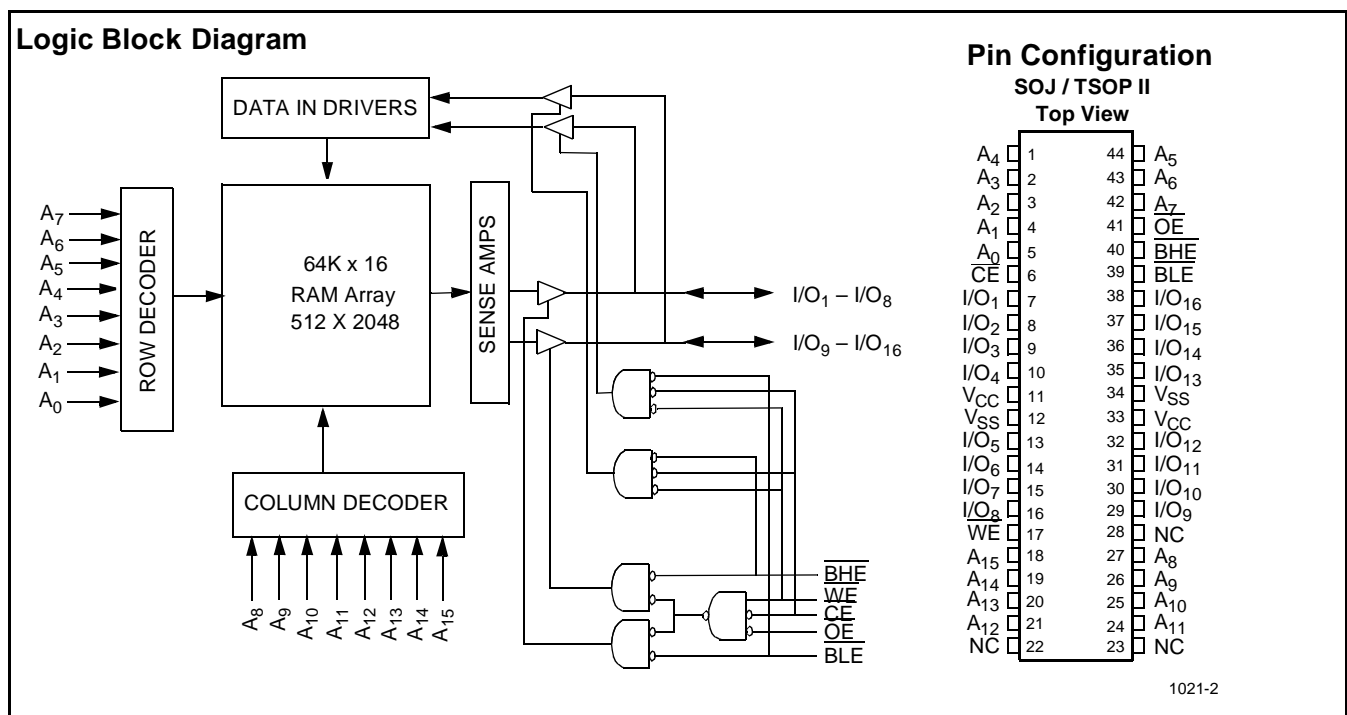 Logic Block Diagram
DATA IN DRIVERS
A7
A6
A5
A4
A3
A2
A1
A0
ROW DECODER
64K x 16
RAM Array
512 X 2048
SENSE AMPS
I/O1 – I/O8
I/O9 – I/O16
COLUMN DECODER
A8
A9
A10
A11
A12
A13
A14
A15
BHE
WE
CE
OE
BLE
Pin Configuration
SOJ / TSOP II
Top View
A4 1 44 A5
A3 2 43 A6
A2 3 42 A7
A1 4 41 OE
A0 5 40 BHE
CE 6 39 BLE
I/O1 7 38 I/O16
I/O2 8 37 I/O15
I/O3 9 36 I/O14
I/O4 10 35 I/O13
VCC 11 34 VSS
VSS 12 33 VCC
I/O5 13 32 I/O12
I/O6 14 31 I/O11
I/O7 15 30 I/O10
I/O8 16 29 I/O9
WE 17 28 NC
A15 18 27 A8
A14 19 26 A9
A13 20 25 A10
A12 21 24 A11
NC 22 23 NC
1021-2